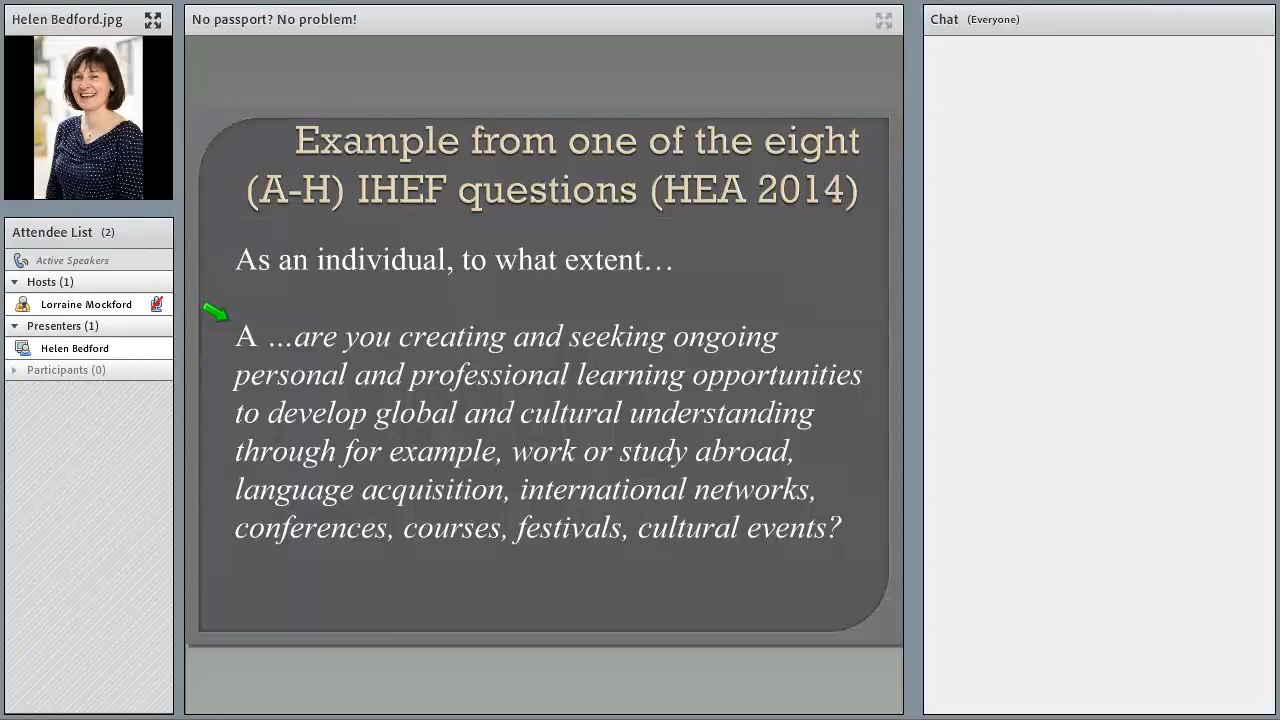 Helen Bedford.jpg
Attendee List (2)
Active Speakers
Hosts (1)
Lorraine Mockford
Presenters (1)
Helen Bedford
Participants (0)
No passport? No problem!
Example from one of the eight
(A-H) IHEF questions (HEA 2014)
As an individual, to what extent…
A …are you creating and seeking ongoing
personal and professional learning opportunities
to develop global and cultural understanding
through for example, work or study abroad,
language acquisition, international networks,
conferences, courses, festivals, cultural events?
Chat (Everyone)